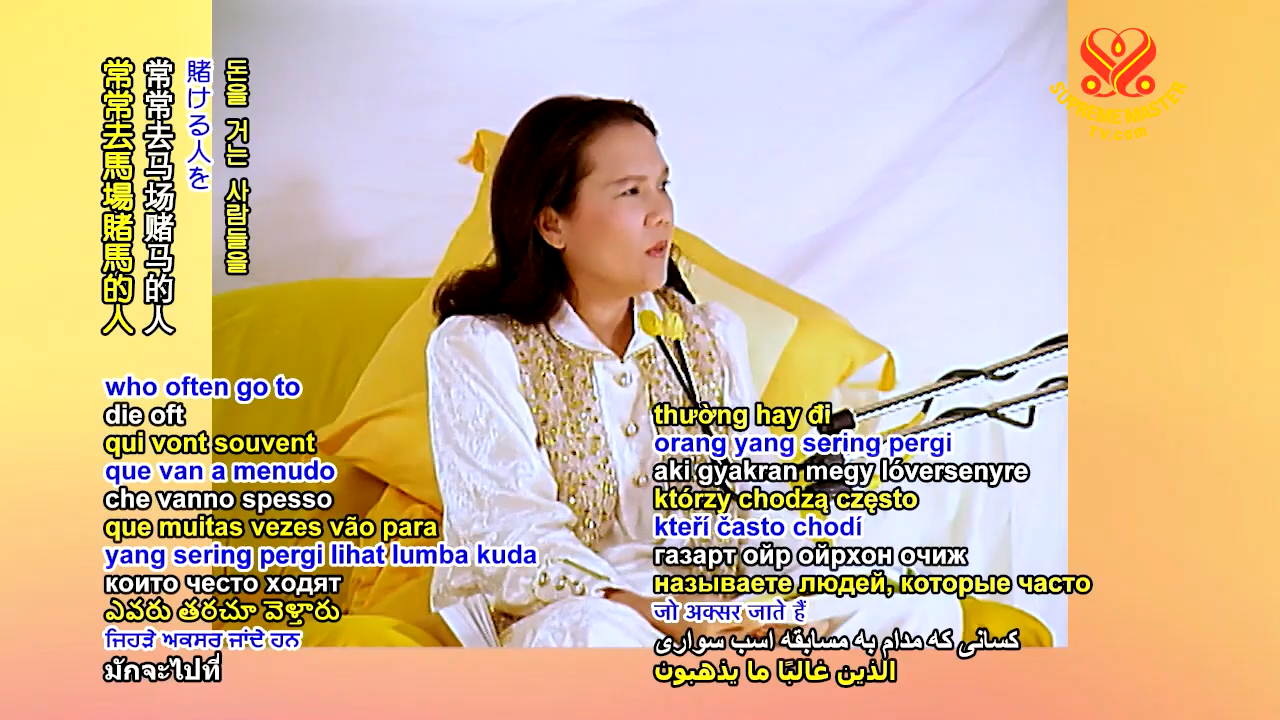 常常去馬場賭馬的人
常常去马场赌马的人
賭ける人を
돈을 거는 사람들을
SUPREME MASTER
TV.com
who often go to
die oft
qui vont souvent
que van a menudo
che vanno spesso
que muitas vezes vão para
yang sering pergi lihat lumba kuda
които често ходят
ఎవరు తరచూ వెళ్తారు
ਜਿਹੜੇ ਅਕਸਰ ਜਾਂਦੇ ਹਨ
มักจะไปที่
thường hay đi
orang yang sering pergi
aki gyakran megy lóversenyre
którzy chodzą często
kteří často chodí
газарт ойр ойрхон очиж
называете людей, которые часто
जो अक्सर जाते हैं
کسانی که مدام به مسابقه اسب سواری
الذين غالبًا ما يذهبون